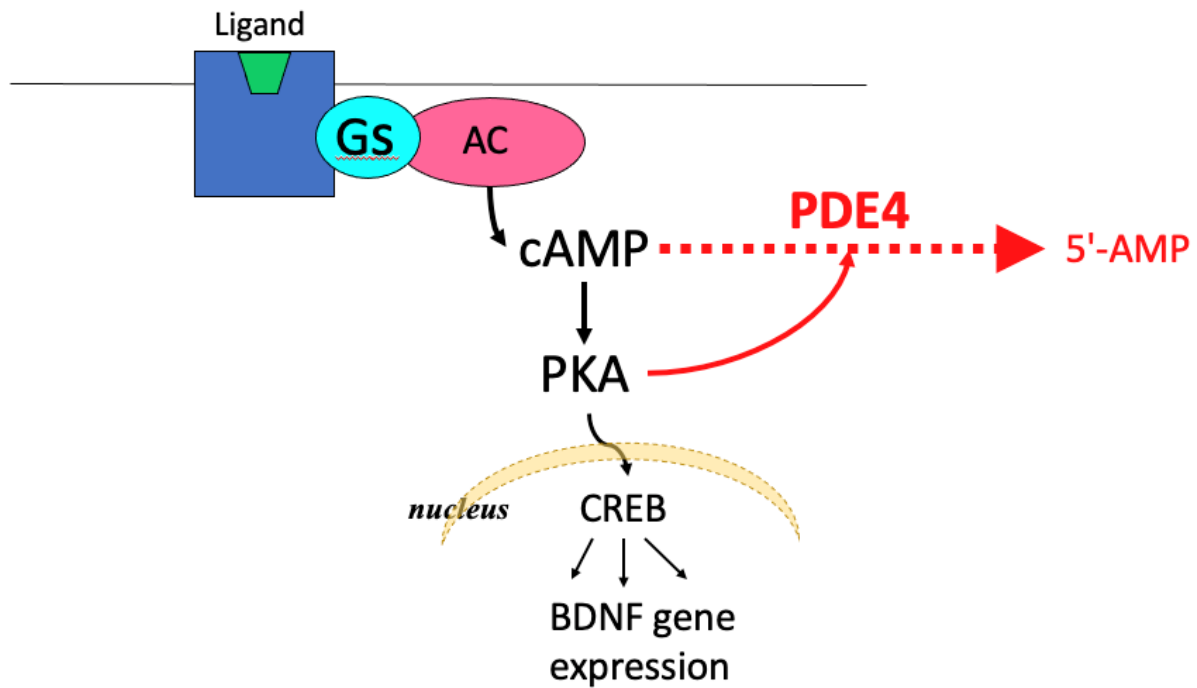 Ligand
Gs
AC
PDE4
cAMP
5'-AMP
PKA
nucleus
CREB
BDNF gene
expression